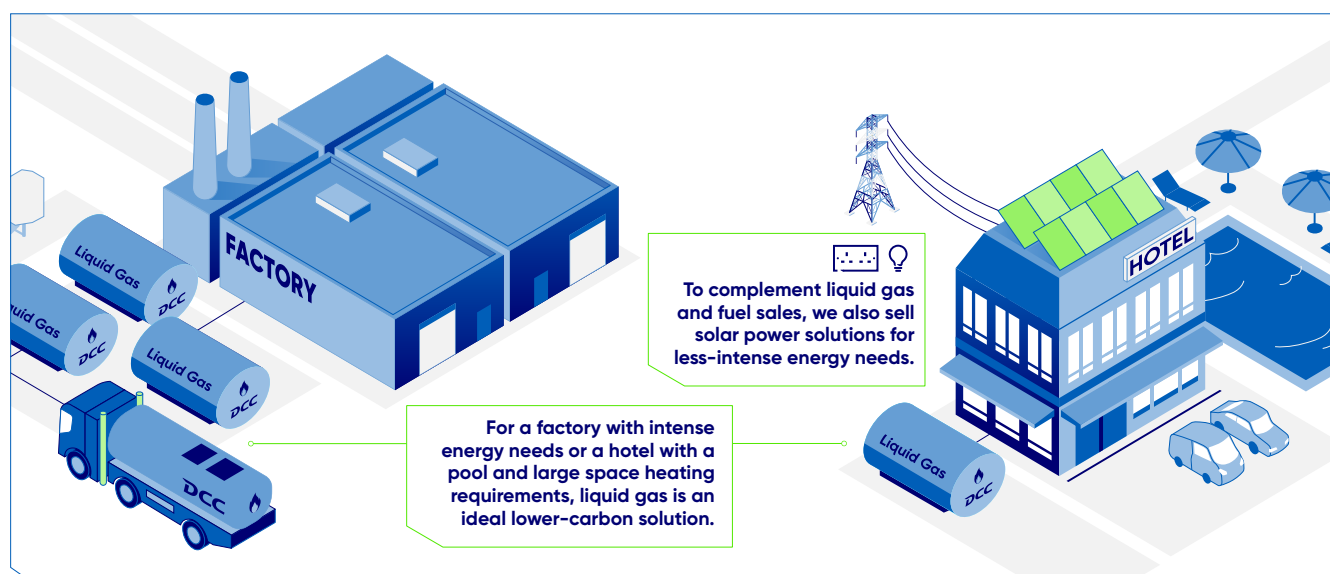 FACTORY
Liquid Gas
DCC
uid Gas
DCC
Liquid Gas
DCC
DCC
To complement liquid gas
and fuel sales, we also sell
solar power solutions for
less-intense energy needs.
HOTEL
For a factory with intense
energy needs or a hotel with a
pool and large space heating
requirements, liquid gas is an
ideal lower-carbon solution.
Liquid Gas
DCC